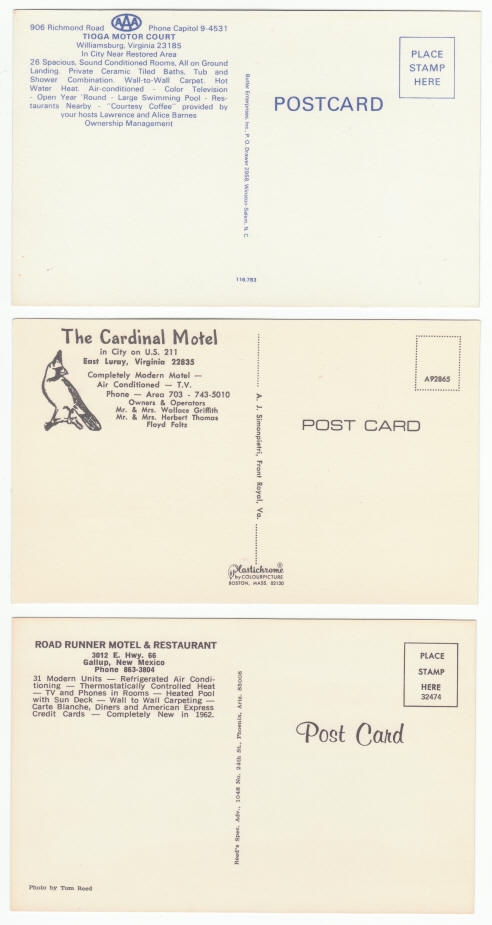 906 Richmond Road AAA Phone Capitol 9-4531
TIOGA MOTOR COURT
Williamsburg, Virginia 23185
In City Near Restored Area
26 Spacious, Sound Conditioned Rooms, All on Ground
Landing. Private Ceramic Tiled Baths, Tub and
Shower Combination. Wall-to-Wall Carpet. Hot
Water Heat. Air-conditioned - Color Television
- Open Year 'Round - Large Swimming Pool - Res-
taurants Nearby - "Courtesy Coffee" provided by
your hosts Lawrence and Alice Barnes
Ownership Management
Butler Enterprises, Inc., P. O. Drawer 2958, Winston-Salem, N. C.
116,783
POSTCARD
PLACE
STAMP
HERE
The Cardinal Motel
in City on U.S. 211
East Luray, Virginia 22835
Completely Modern Motel —
Air Conditioned — T.V.
Phone — Area 703 - 743-5010
Owners & Operators
Mr. & Mrs. Wallace Griffith
Mr. & Mrs. Herbert Thomas
Floyd Foltz
A. J. Simonpietri, Front Royal, Va.
Plastichrome®
by COLOURPICTURE
BOSTON, MASS. 02130
POST CARD
A92865
ROAD RUNNER MOTEL & RESTAURANT
3012 E. Hwy. 66
Gallup, New Mexico
Phone 863-3804
31 Modern Units — Refrigerated Air Condi-
tioning — Thermostatically Controlled Heat
— TV and Phones in Rooms — Heated Pool
with Sun Deck — Wall to Wall Carpeting —
Carte Blanche, Diners and American Express
Credit Cards — Completely New in 1962.
Photo by Tom Reed
Reed's Spec. Adv., 1048 No. 24th St., Phoenix, Ariz. 85008
Post Card
PLACE
STAMP
HERE
32474